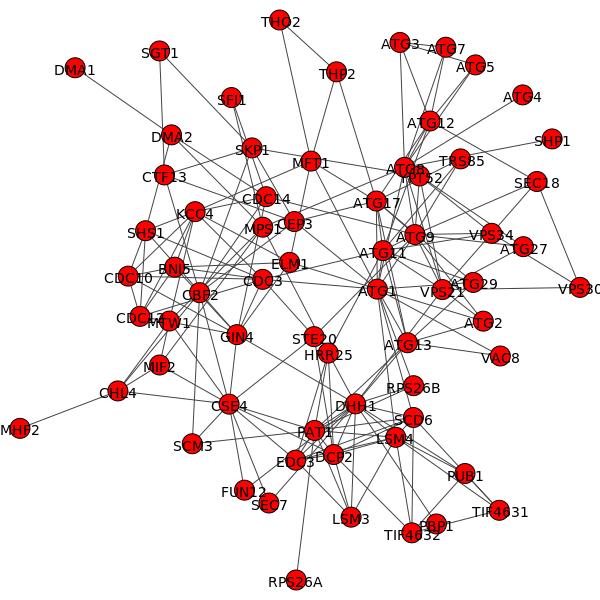 THO2
ATG3
ATG7
SGT1
ATG5
DMA1
THP2
SFI1
ATG4
ATG12
DMA2
SHP1
SKP1
MFT1
TRS85
ATG8
CTF13
YPT52
SEC18
CDC14
ATG17
KCC4
CEP3
MPS1
SHS1
ATG9
VPS34
ATG27
ATG11
ELM1
BNI5
CDC10
CDC3
ATG29
VPS30
ATG1
VPS21
CBF2
CDC12
MTW1
ATG2
GIN4
STE20
ATG13
HRR25
VAC8
MIF2
RPS26B
CHL4
CSE4
DHH1
SCD6
MHF2
PAT1
LSM4
SCM3
DCP2
EDC3
PUB1
FUN12
SEC7
TIF4631
LSM3
PBP1
TIF4632
RPS26A